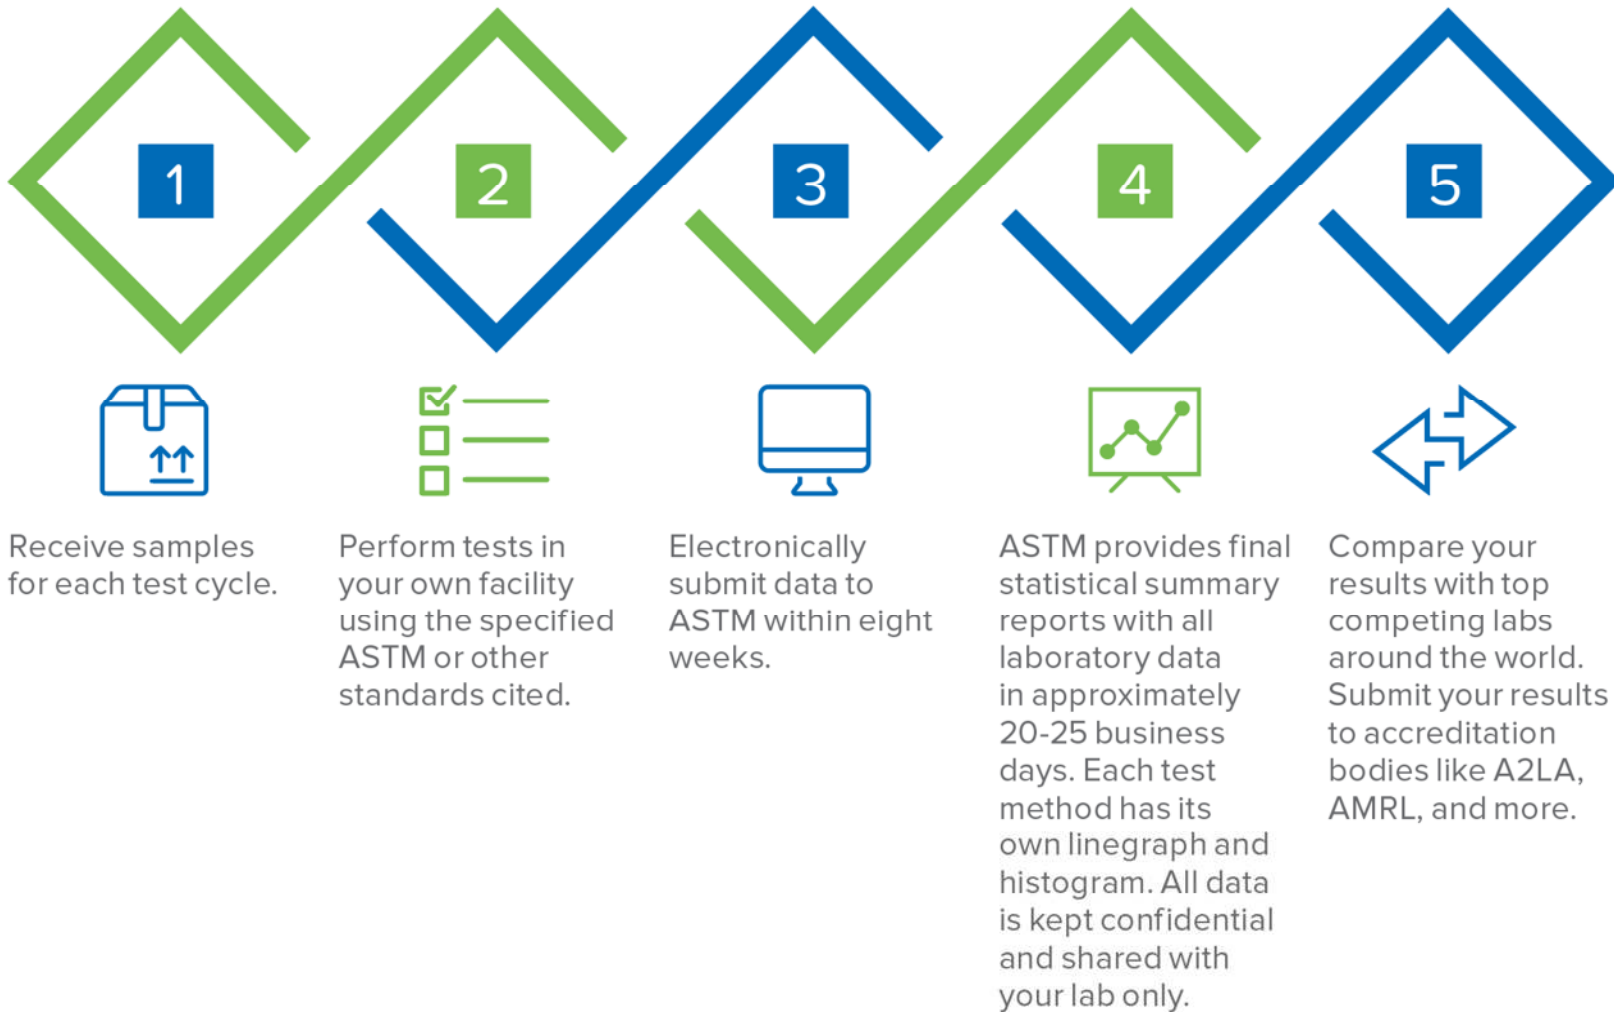 1
2
3
4
5
Receive samples
for each test cycle.
Perform tests in
your own facility
using the specified
ASTM or other
standards cited.
Electronically
submit data to
ASTM within eight
weeks.
ASTM provides final
statistical summary
reports with all
laboratory data
in approximately
20-25 business
days. Each test
method has its
own linegraph and
histogram. All data
is kept confidential
and shared with
your lab only.
Compare your
results with top
competing labs
around the world.
Submit your results
to accreditation
bodies like A2LA,
AMRL, and more.